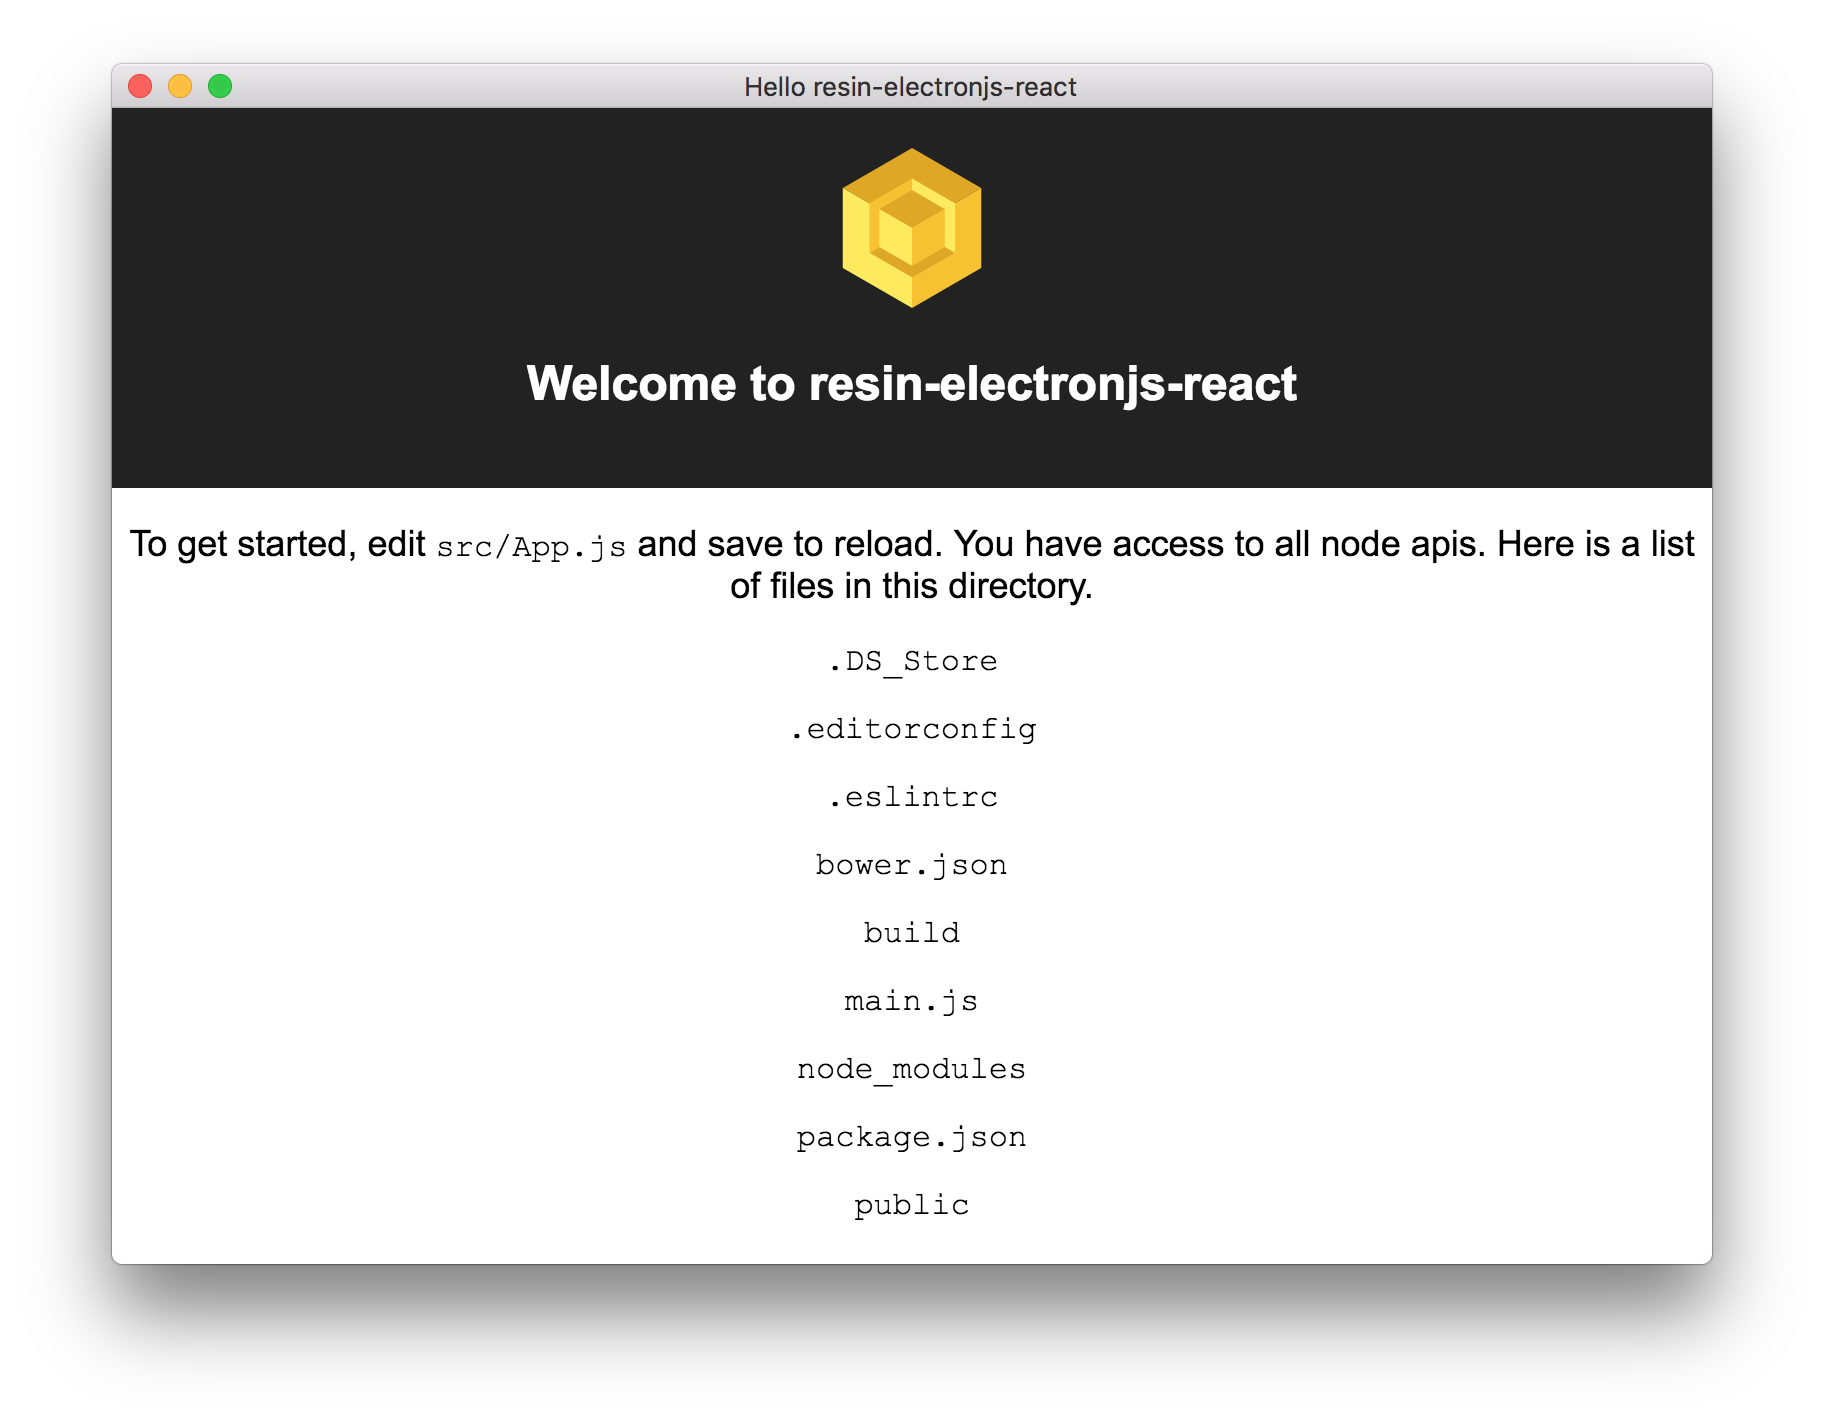 Hello resin-electronjs-react
Welcome to resin-electronjs-react
To get started, edit src/App.js and save to reload. You have access to all node apis. Here is a list
of files in this directory.
.DS_Store
.editorconfig
.eslintrc
bower.json
build
main.js
node_modules
package.json
public